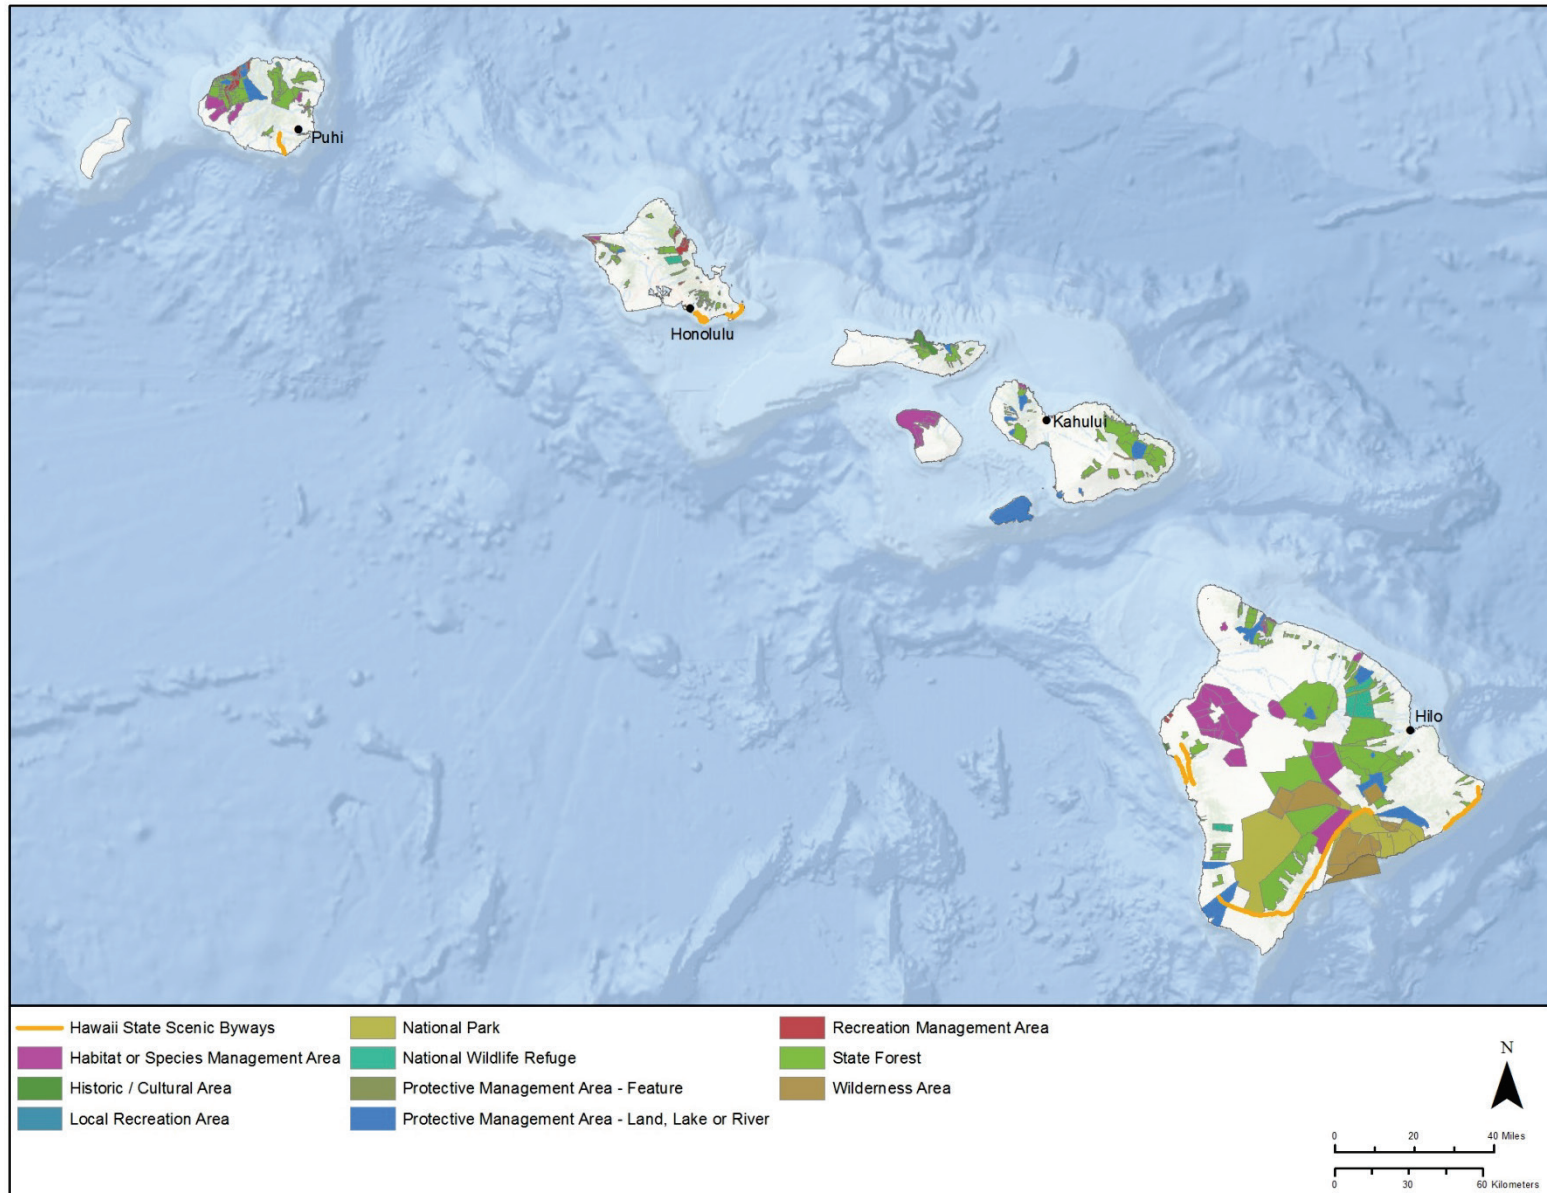 Puhi
Honolulu
Kahului
Hilo
Hawaii State Scenic Byways
Habitat or Species Management Area
Historic / Cultural Area
Local Recreation Area
National Park
National Wildlife Refuge
Protective Management Area - Feature
Protective Management Area - Land, Lake or River
Recreation Management Area
State Forest
Wilderness Area
N
0 20 40 Miles
0 30 60 Kilometers